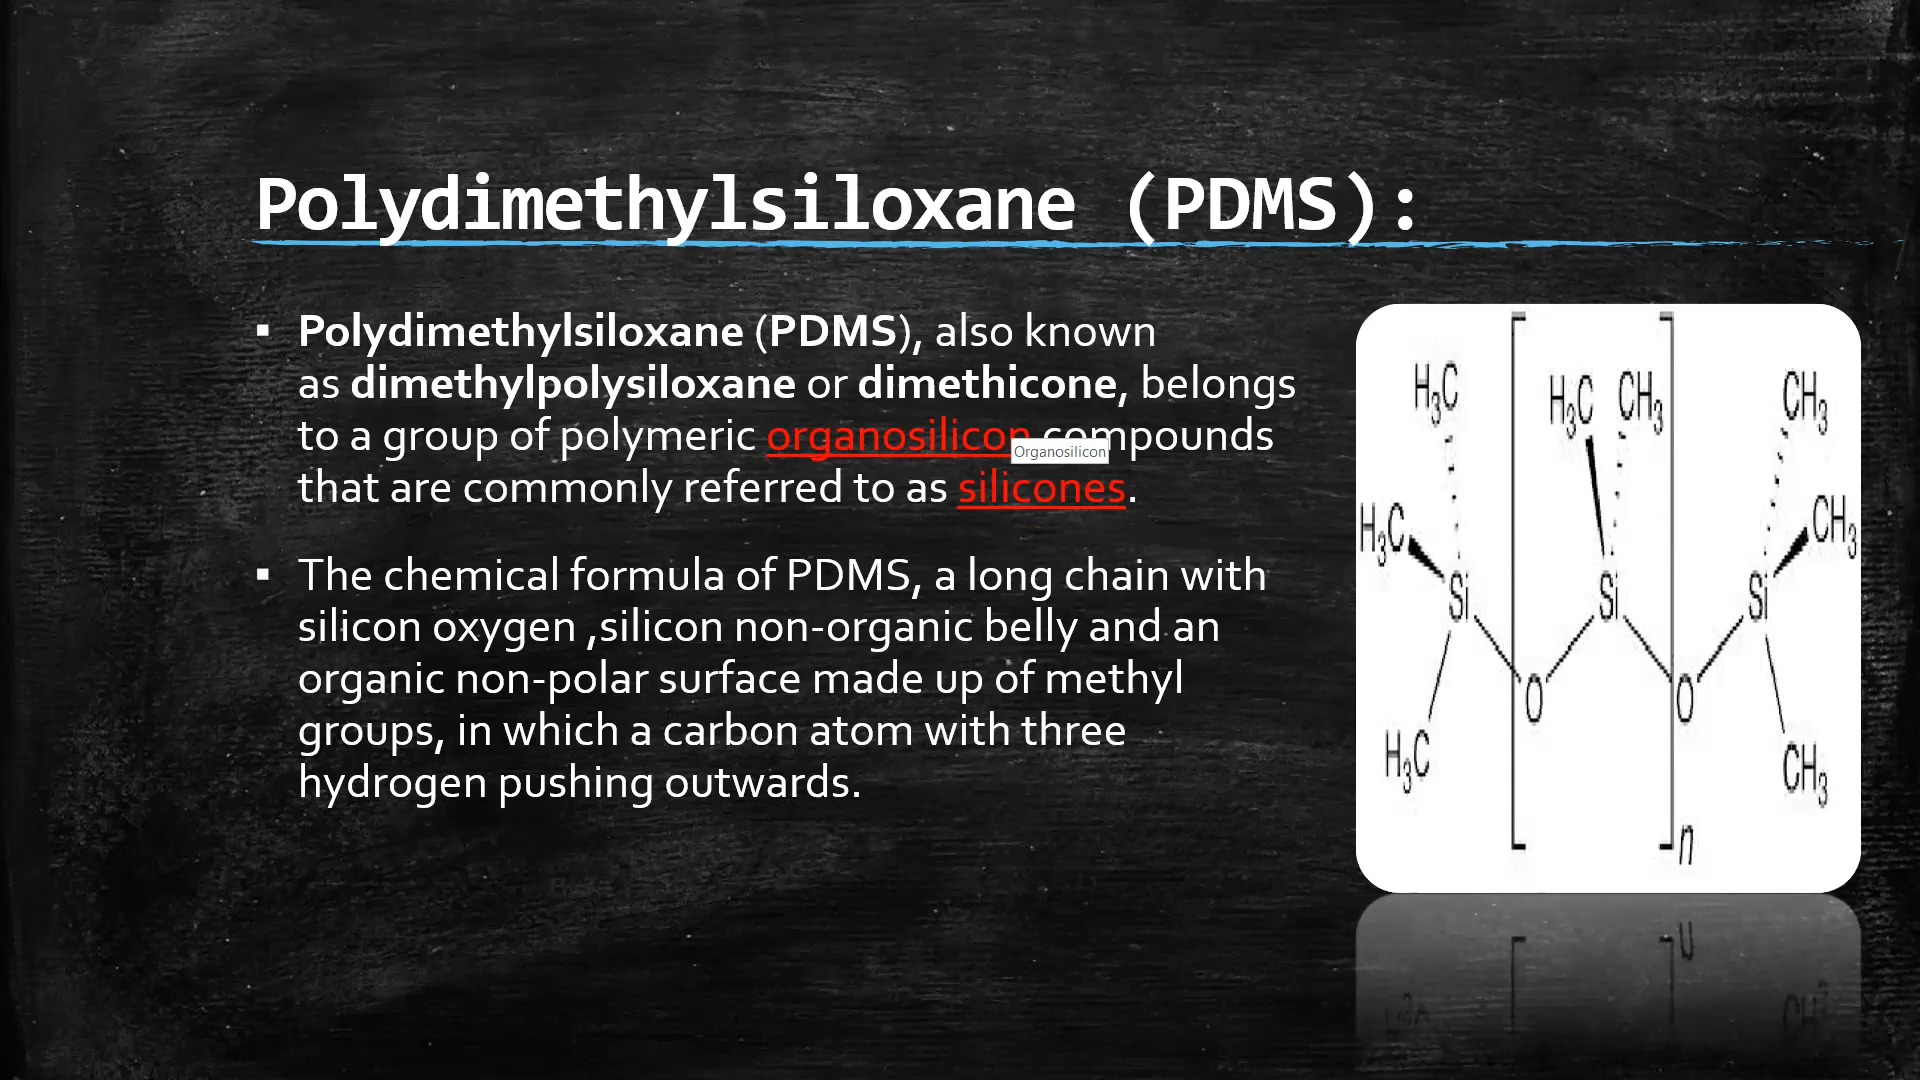 Polydimethylsiloxane (PDMS):
▪ Polydimethylsiloxane (PDMS), also known
as dimethylpolysiloxane or dimethicone, belongs
to a group of polymeric organosilicon compounds
Organosilicon
that are commonly referred to as silicones.
▪ The chemical formula of PDMS, a long chain with
silicon oxygen ,silicon non-organic belly and an
organic non-polar surface made up of methyl
groups, in which a carbon atom with three
hydrogen pushing outwards.
H₃C H₃C CH₃ CH₃
H₃C CH₃
Si Si Si
O O
H₃C CH₃
n